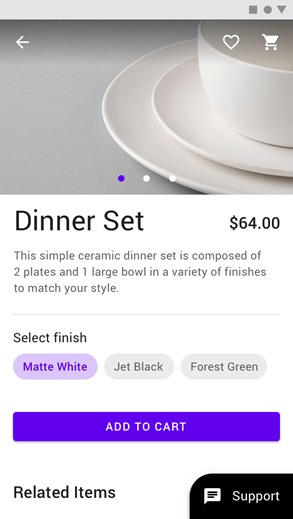 Dinner Set
$64.00
This simple ceramic dinner set is composed of
2 plates and 1 large bowl in a variety of finishes
to match your style.
Select finish
Matte White
Jet Black
Forest Green
ADD TO CART
Related Items
Support